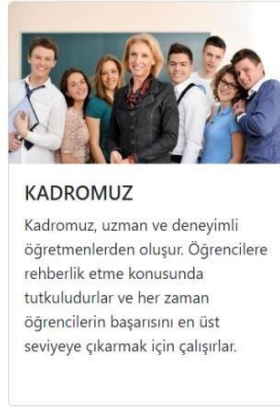 KADROMUZ
Kadromuz, uzman ve deneyimli
öğretmenlerden oluşur. Öğrencilere
rehberlik etme konusunda
tutkuludurlar ve her zaman
öğrencilerin başarısını en üst
seviyeye çıkarmak için çalışırlar.